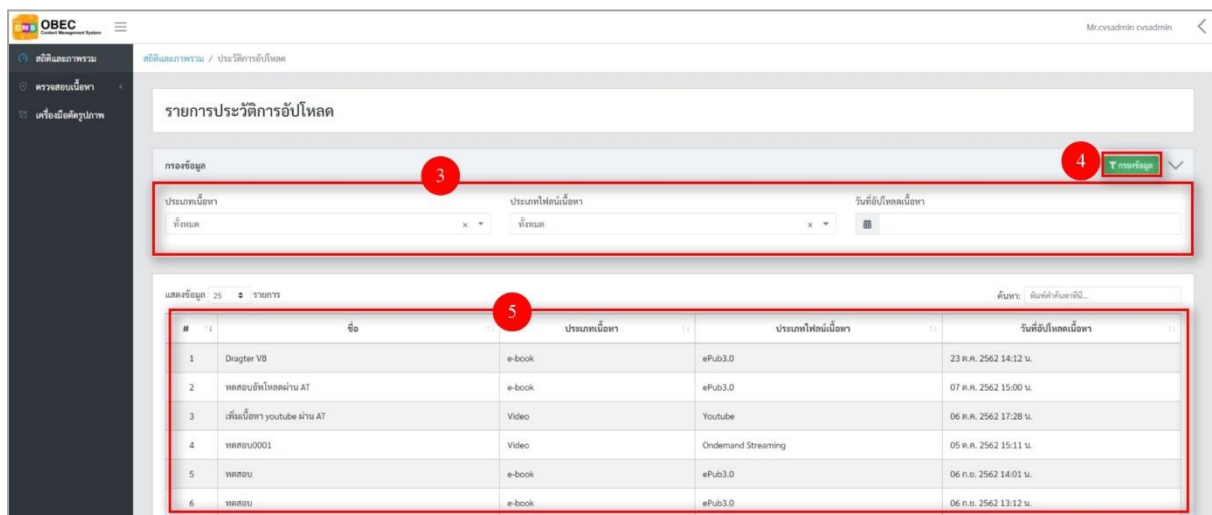 CMS OBEC
Content Management System
Mr.cvsadmin cvsadmin
สถิติและภาพรวม
สถิติและภาพรวม / ประวัติการอัปโหลด
ตรวจสอบเนื้อหา
เครื่องมือตัดรูปภาพ
รายการประวัติการอัปโหลด
กรองข้อมูล
4
กรองข้อมูล
3
ประเภทเนื้อหา ประเภทไฟลน์เนื้อหา วันที่อัปโหลดเนื้อหา
ทั้งหมด × ทั้งหมด ×
แสดงข้อมูล 25 รายการ ค้นหา: พิมพ์คำค้นหาที่นี่...
5
# ชื่อ ประเภทเนื้อหา ประเภทไฟลน์เนื้อหา วันที่อัปโหลดเนื้อหา
1 Dragter VB e-book ePub3.0 23 ต.ค. 2562 14:12 น.
2 ทดสอบอัพโหลดผ่าน AT e-book ePub3.0 07 ต.ค. 2562 15:00 น.
3 เพิ่มเนื้อหา youtube ผ่าน AT Video Youtube 06 ต.ค. 2562 17:28 น.
4 ทดสอบ0001 Video Ondemand Streaming 05 ต.ค. 2562 15:11 น.
5 ทดสอบ e-book ePub3.0 06 ก.ย. 2562 14:01 น.
6 ทดสอบ e-book ePub3.0 06 ก.ย. 2562 13:12 น.